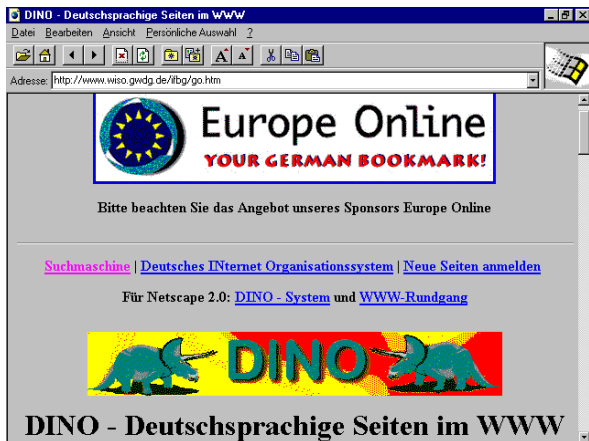 DINO - Deutschsprachige Seiten im WWW
Datei Bearbeiten Ansicht Persönliche Auswahl ?
Adresse: http://www.wiso.gwdg.de/ifbg/go.htm
Europe Online
YOUR GERMAN BOOKMARK!
Bitte beachten Sie das Angebot unseres Sponsors Europe Online
Suchmaschine | Deutsches INternet Organisationssystem | Neue Seiten anmelden
Für Netscape 2.0: DINO - System und WWW-Rundgang
DINO
DINO - Deutschsprachige Seiten im WWW